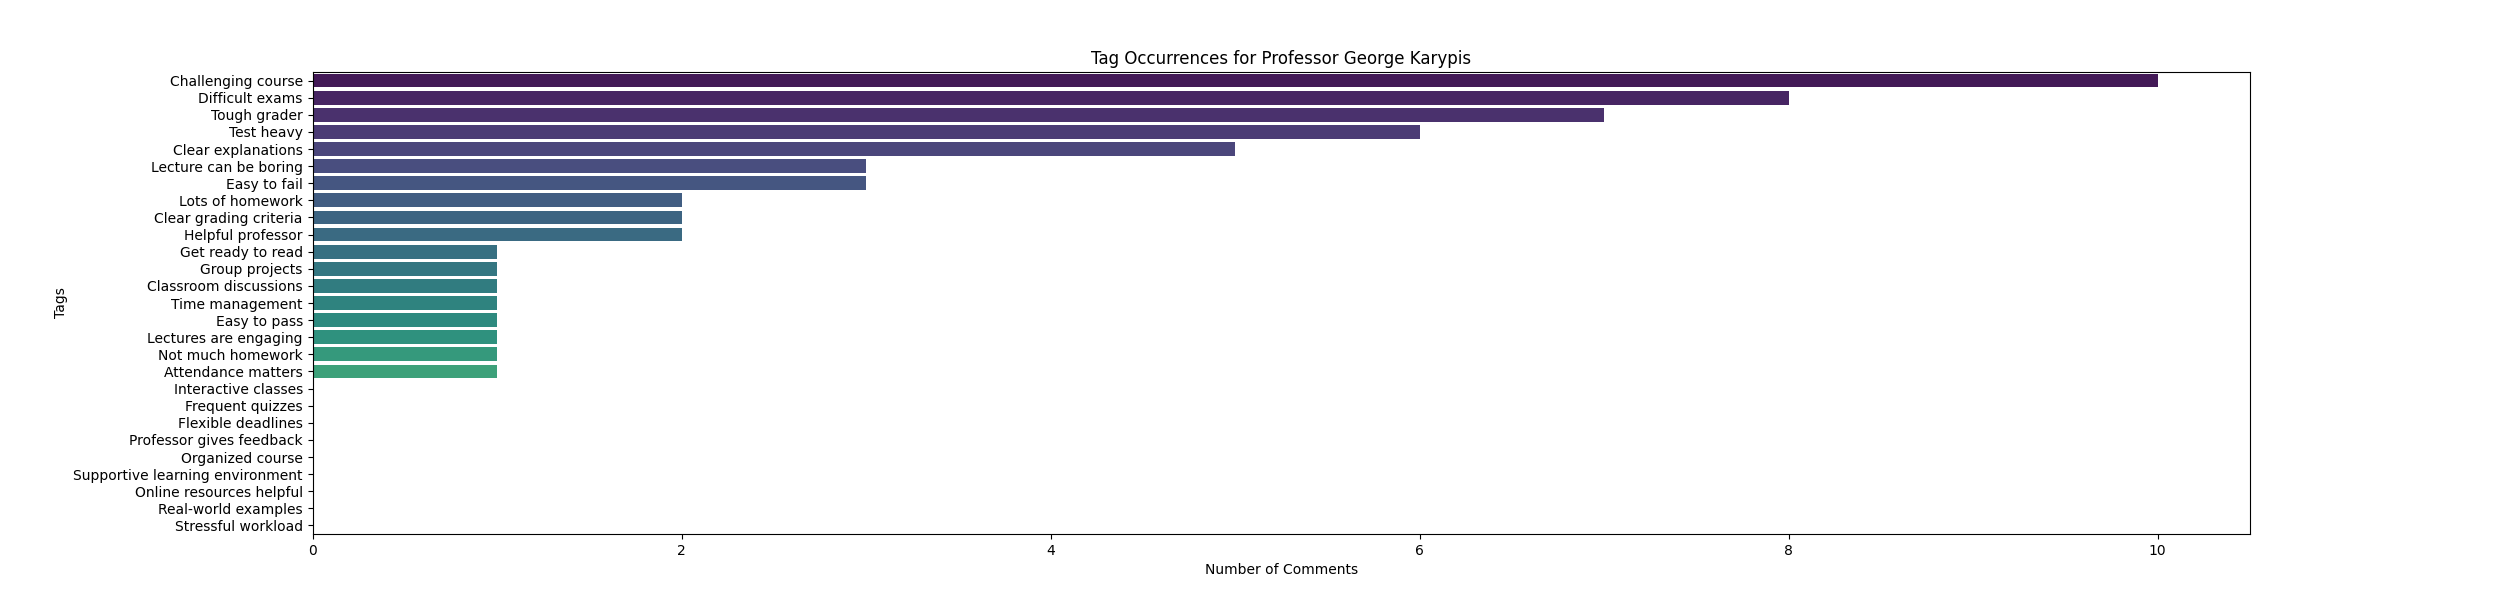 Tag Occurrences for Professor George Karypis
Challenging course
Difficult exams
Tough grader
Test heavy
Clear explanations
Lecture can be boring
Easy to fail
Lots of homework
Clear grading criteria
Helpful professor
Get ready to read
Group projects
Classroom discussions
Time management
Easy to pass
Lectures are engaging
Not much homework
Attendance matters
Interactive classes
Frequent quizzes
Flexible deadlines
Professor gives feedback
Organized course
Supportive learning environment
Online resources helpful
Real-world examples
Stressful workload
Tags
0 2 4 6 8 10
Number of Comments